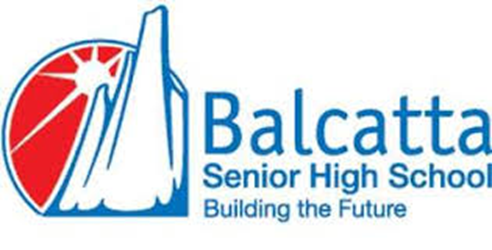 Balcatta
Senior High School
Building the Future